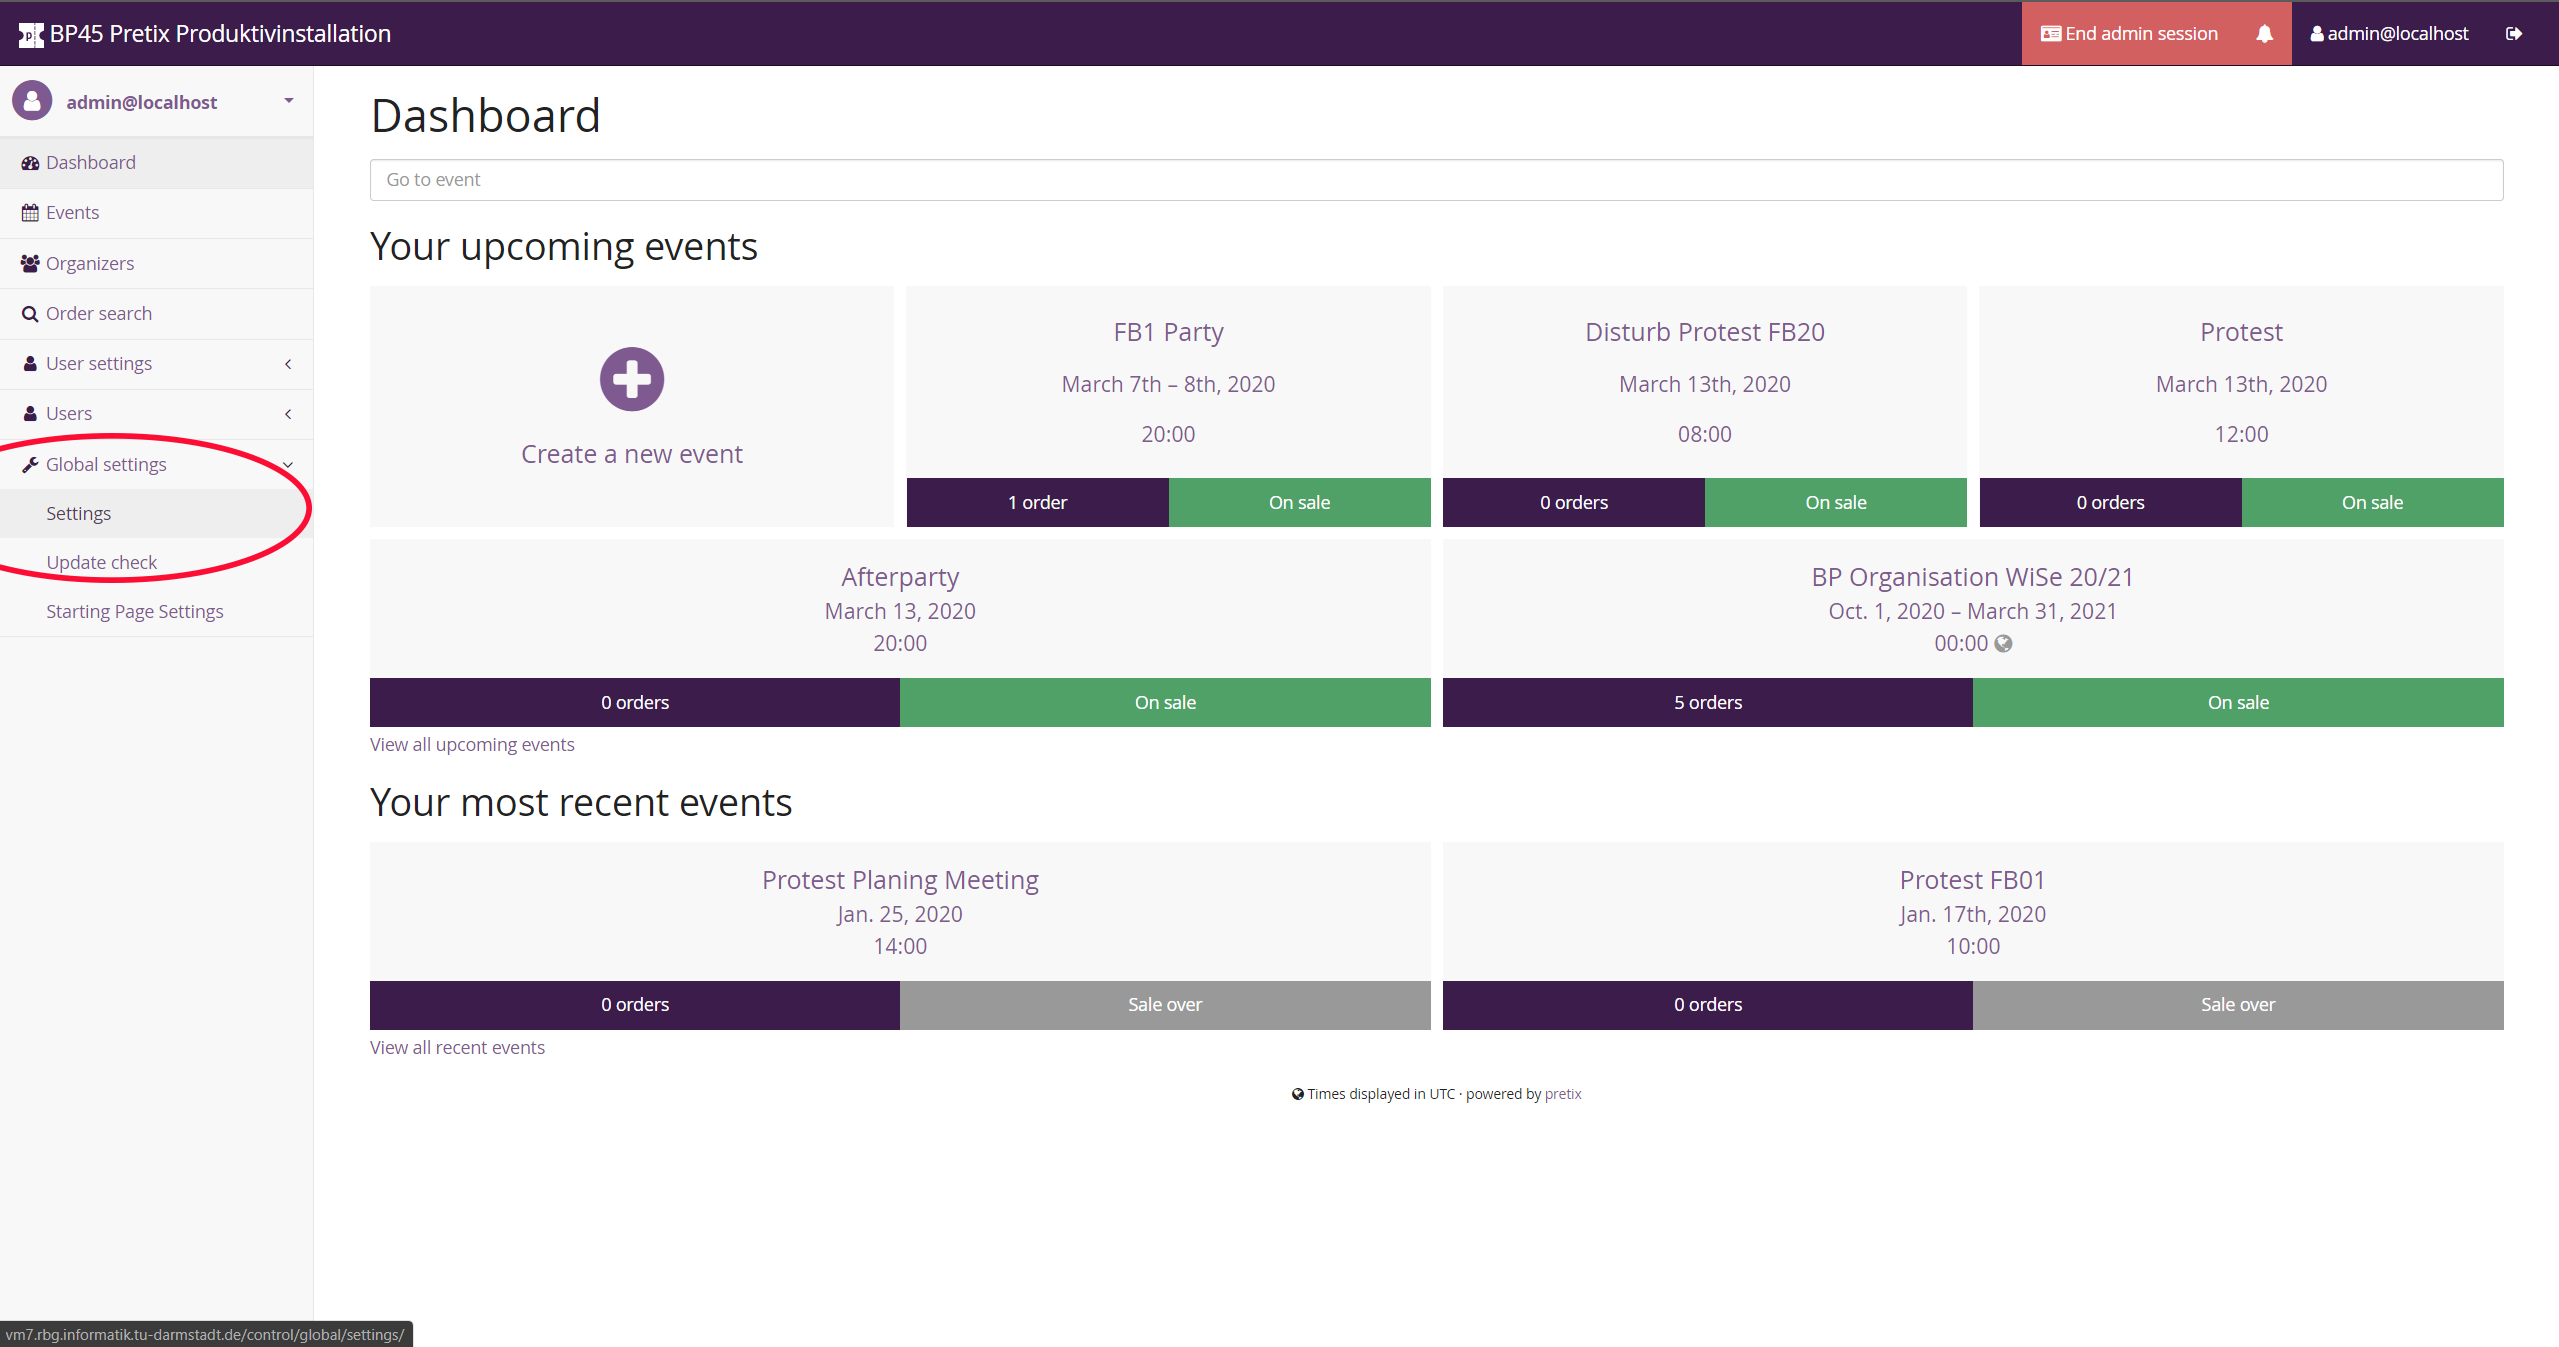 BP45 Pretix Produktivinstallation
End admin session
admin@localhost
admin@localhost
Dashboard
Events
Organizers
Order search
User settings
Users
Global settings
Settings
Update check
Starting Page Settings
Dashboard
Go to event
Your upcoming events
Create a new event
FB1 Party
March 7th – 8th, 2020
20:00
1 order
On sale
Disturb Protest FB20
March 13th, 2020
08:00
0 orders
On sale
Protest
March 13th, 2020
12:00
0 orders
On sale
Afterparty
March 13, 2020
20:00
0 orders
On sale
BP Organisation WiSe 20/21
Oct. 1, 2020 – March 31, 2021
00:00
5 orders
On sale
View all upcoming events
Your most recent events
Protest Planing Meeting
Jan. 25, 2020
14:00
0 orders
Sale over
Protest FB01
Jan. 17th, 2020
10:00
0 orders
Sale over
View all recent events
Times displayed in UTC · powered by pretix
vm7.rbg.informatik.tu-darmstadt.de/control/global/settings/